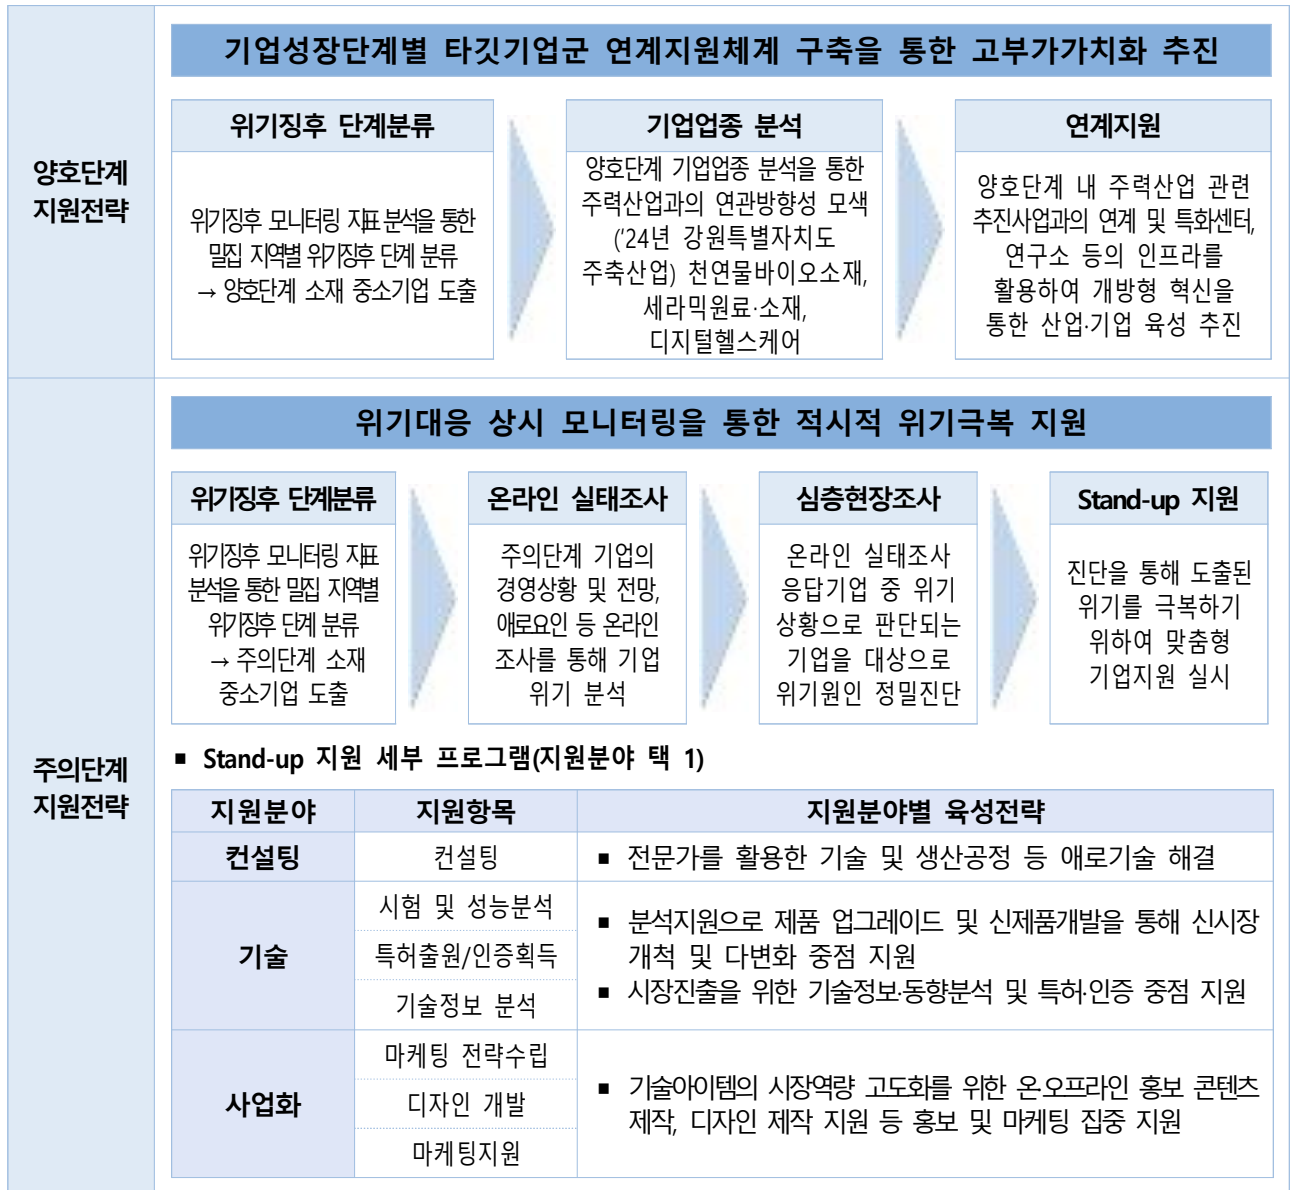 양호단계
지원전략
기업성장단계별 타깃기업군 연계지원체계 구축을 통한 고부가가치화 추진
위기징후 단계분류
위기징후 모니터링 지표 분석을 통한
밀집 지역별 위기징후 단계 분류
→ 양호단계 소재 중소기업 도출
기업업종 분석
양호단계 기업업종 분석을 통한
주력산업과의 연관방향성 모색
('24년 강원특별자치도
주축산업) 천연물바이오소재,
세라믹원료·소재,
디지털헬스케어
연계지원
양호단계 내 주력산업 관련
추진사업과의 연계 및 특화센터,
연구소 등의 인프라를
활용하여 개방형 혁신을
통한 산업·기업 육성 추진
주의단계
지원전략
위기대응 상시 모니터링을 통한 적시적 위기극복 지원
위기징후 단계분류
위기징후 모니터링 지표
분석을 통한 밀집 지역별
위기징후 단계 분류
→ 주의단계 소재
중소기업 도출
온라인 실태조사
주의단계 기업의
경영상황 및 전망,
애로요인 등 온라인
조사를 통해 기업
위기 분석
심층현장조사
온라인 실태조사
응답기업 중 위기
상황으로 판단되는
기업을 대상으로
위기원인 정밀진단
Stand-up 지원
진단을 통해 도출된
위기를 극복하기
위하여 맞춤형
기업지원 실시
▪ Stand-up 지원 세부 프로그램(지원분야 택 1)
지원분야 지원항목 지원분야별 육성전략
컨설팅 컨설팅 ▪ 전문가를 활용한 기술 및 생산공정 등 애로기술 해결
기술
시험 및 성능분석
특허출원/인증획득
기술정보 분석
▪ 분석지원으로 제품 업그레이드 및 신제품개발을 통해 신시장
개척 및 다변화 중점 지원
▪ 시장진출을 위한 기술정보·동향분석 및 특허·인증 중점 지원
사업화
마케팅 전략수립
디자인 개발
마케팅지원
▪ 기술아이템의 시장역량 고도화를 위한 온·오프라인 홍보 콘텐츠
제작, 디자인 제작 지원 등 홍보 및 마케팅 집중 지원